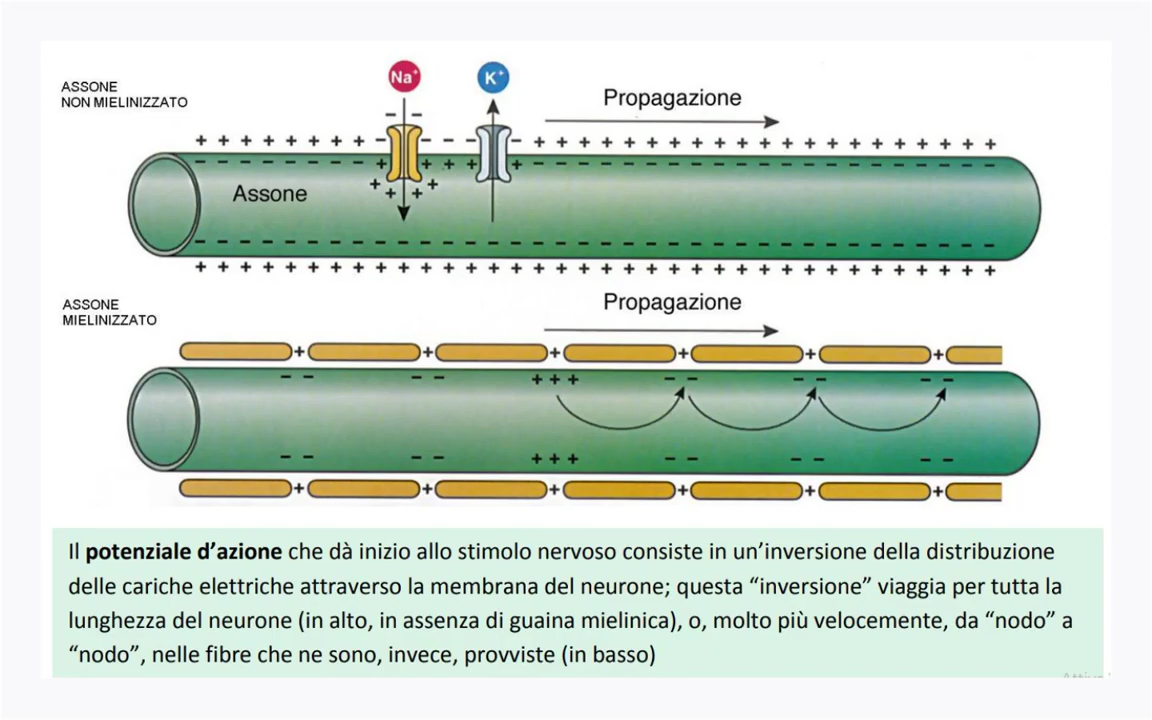 ASSONE
NON MIELINIZZATO
Na+
K+
Propagazione
Assone
ASSONE
MIELINIZZATO
Propagazione
Il potenziale d’azione che dà inizio allo stimolo nervoso consiste in un’inversione della distribuzione
delle cariche elettriche attraverso la membrana del neurone; questa “inversione” viaggia per tutta la
lunghezza del neurone (in alto, in assenza di guaina mielinica), o, molto più velocemente, da “nodo” a
“nodo”, nelle fibre che ne sono, invece, provviste (in basso)